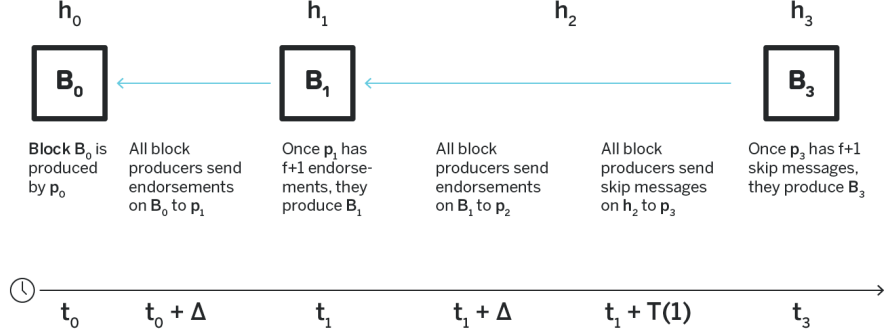 h₀ h₁ h₂ h₃
B₀ B₁ B₃
Block B₀ is
produced
by p₀
All block
producers send
endorsements
on B₀ to p₁
Once p₁ has
f+1 endorse-
ments, they
produce B₁
All block
producers send
endorsements
on B₁ to p₂
All block
producers send
skip messages
on h₂ to p₃
Once p₃ has f+1
skip messages,
they produce B₃
t₀ t₀ + Δ t₁ t₁ + Δ t₁ + T(1) t₃